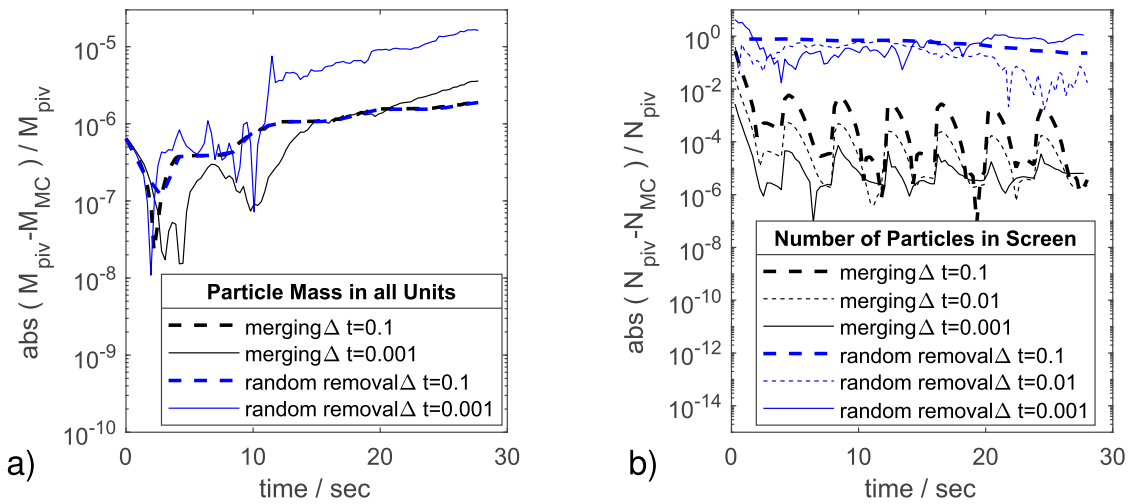 abs ( M_piv-M_MC ) / M_piv
10^-5
10^-6
10^-7
10^-8
10^-9
10^-10
Particle Mass in all Units
merging Δ t=0.1
merging Δ t=0.001
random removal Δ t=0.1
random removal Δ t=0.001
0 10 20 30
time / sec
a)
abs ( N_piv-N_MC ) / N_piv
10^0
10^-2
10^-4
10^-6
10^-8
10^-10
10^-12
10^-14
Number of Particles in Screen
merging Δ t=0.1
merging Δ t=0.01
merging Δ t=0.001
random removal Δ t=0.1
random removal Δ t=0.01
random removal Δ t=0.001
0 10 20 30
time / sec
b)